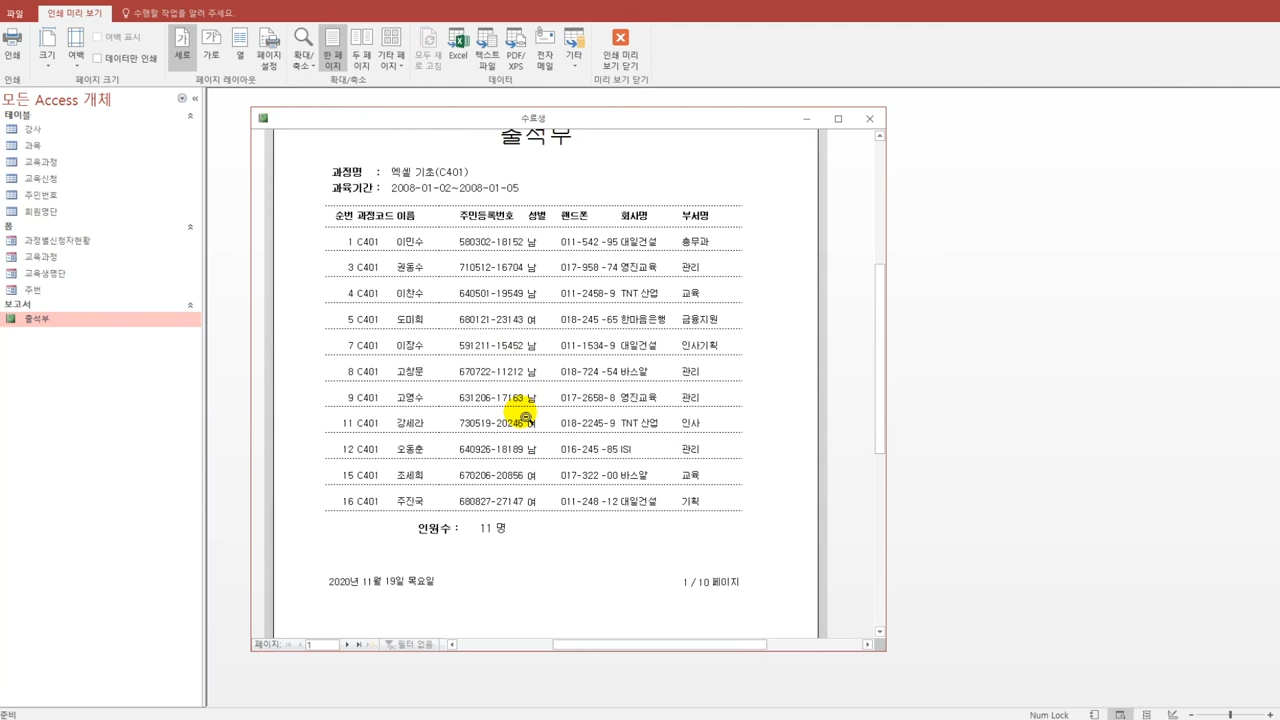 파일 인쇄 미리 보기 수행할 작업을 알려 주세요.
인쇄 크기 여백 여백 표시 데이터만 인쇄 세로 가로 열 페이지 설정 확대/축소 한 페이지 두 페이지 기타 페이지 모두 새로 고침 Excel 텍스트 파일 PDF/XPS 전자 메일 기타 인쇄 미리 보기 닫기
인쇄 페이지 크기 페이지 레이아웃 확대/축소 데이터 미리 보기 닫기
모든 Access 개체
테이블
강사
과목
교육과정
교육신청
주민번호
회원명단
폼
과정별신청자현황
교육과정
교육생명단
주번
보고서
출석부
수료생
출석부
과정명 : 엑셀 기초(C401)
과육기간 : 2008-01-02~2008-01-05
순번 과정코드 이름 주민등록번호 성별 핸드폰 회사명 부서명
1 C401 이민수 580302-18152 남 011-542 -95 대일건설 총무과
3 C401 권동수 710512-16704 남 017-958 -74 영진교육 관리
4 C401 이찬수 640501-19549 남 011-2458-9 TNT 산업 교육
5 C401 도미희 680121-23143 여 018-245 -65 한마음은행 금융지원
7 C401 이장수 591211-15452 남 011-1534-9 대일건설 인사기획
8 C401 고창문 670722-11212 남 018-724 -54 바스알 관리
9 C401 고영수 631206-17163 남 017-2658-8 영진교육 관리
11 C401 강세라 730519-20246 여 018-2245-9 TNT 산업 인사
12 C401 오동춘 640926-18189 남 016-245 -85 ISI 관리
15 C401 조세희 670206-20856 여 017-322 -00 바스알 교육
16 C401 주진국 680827-27147 여 011-248 -12 대일건설 기획
인원수 : 11 명
2020년 11월 19일 목요일 1 / 10 페이지
페이지: 1 필터 없음
준비 Num Lock